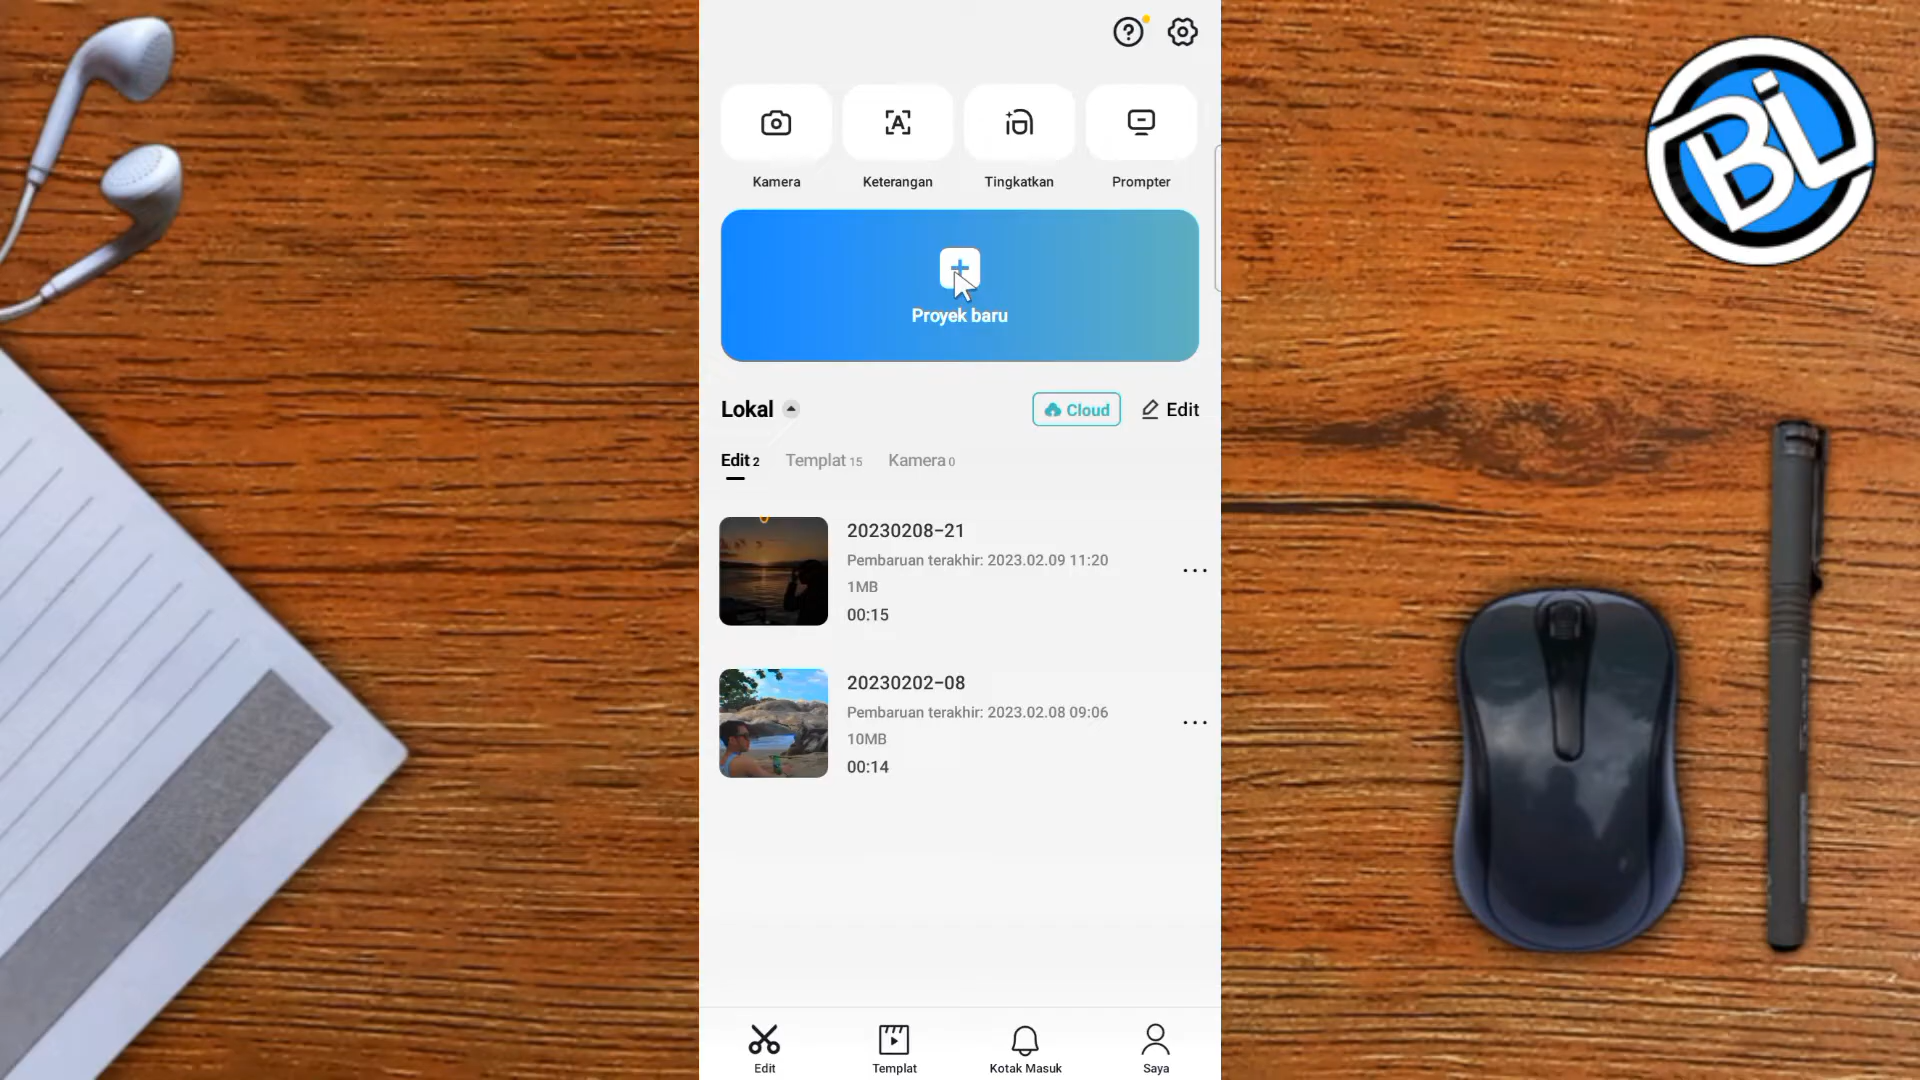 Kamera
Keterangan
Tingkatkan
Prompter
Proyek baru
Lokal
Cloud
Edit
Edit 2
Templat 15
Kamera 0
20230208-21
Pembaruan terakhir: 2023.02.09 11:20
1MB
00:15
20230202-08
Pembaruan terakhir: 2023.02.08 09:06
10MB
00:14
Edit
Templat
Kotak Masuk
Saya
BI